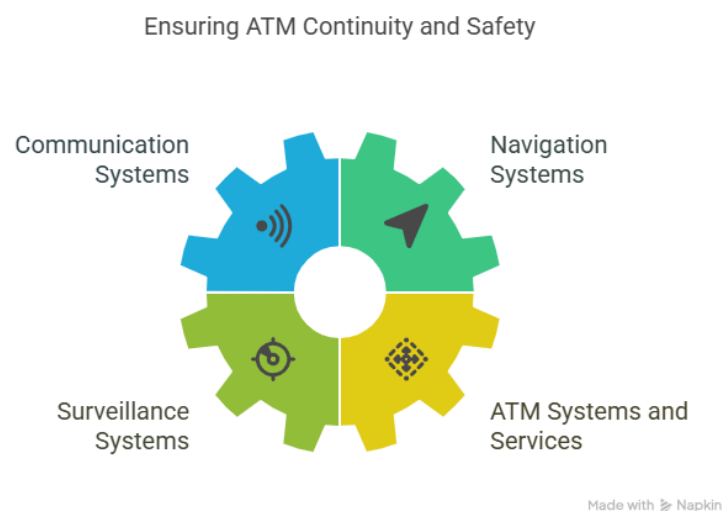 Ensuring ATM Continuity and Safety
Communication
Systems
Navigation
Systems
Surveillance
Systems
ATM Systems and
Services
Made with Napkin